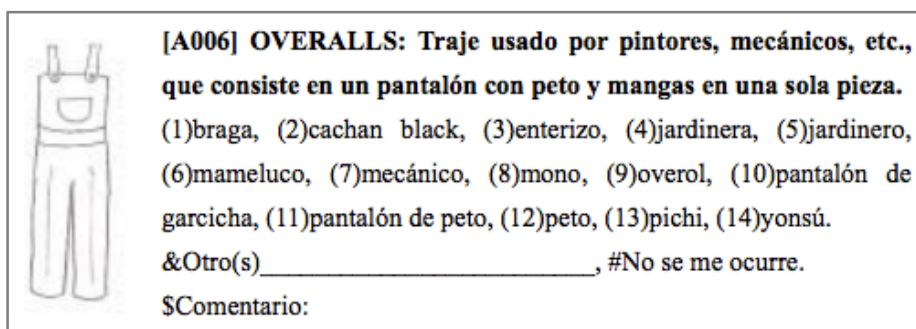 [A006] OVERALLS: Traje usado por pintores, mecánicos, etc.,
que consiste en un pantalón con peto y mangas en una sola pieza.
(1)braga, (2)cachan black, (3)enterizo, (4)jardinera, (5)jardinero,
(6)mameluco, (7)mecánico, (8)mono, (9)overol, (10)pantalón de
garcicha, (11)pantalón de peto, (12)peto, (13)pichi, (14)yonsú.
&Otro(s)__________________________, #No se me ocurre.
$Comentario: